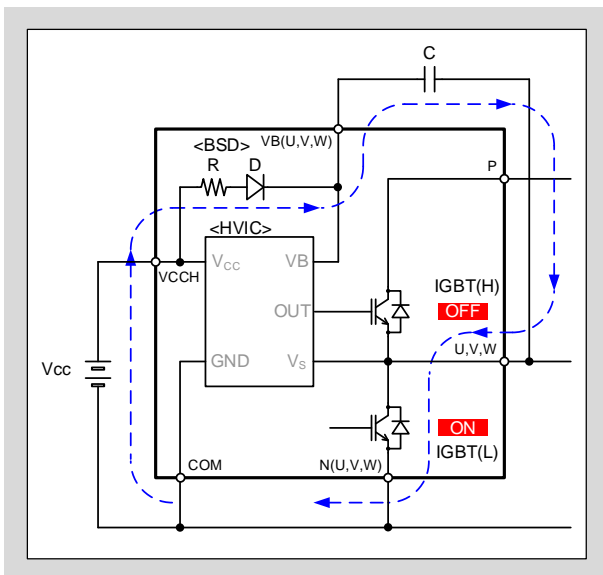 C
VB(U,V,W)
<BSD>
R D
P
<HVIC>
VCC VB
VCCH
IGBT(H)
OUT
OFF
U,V,W
Vcc
GND VS
ON
IGBT(L)
COM
N(U,V,W)